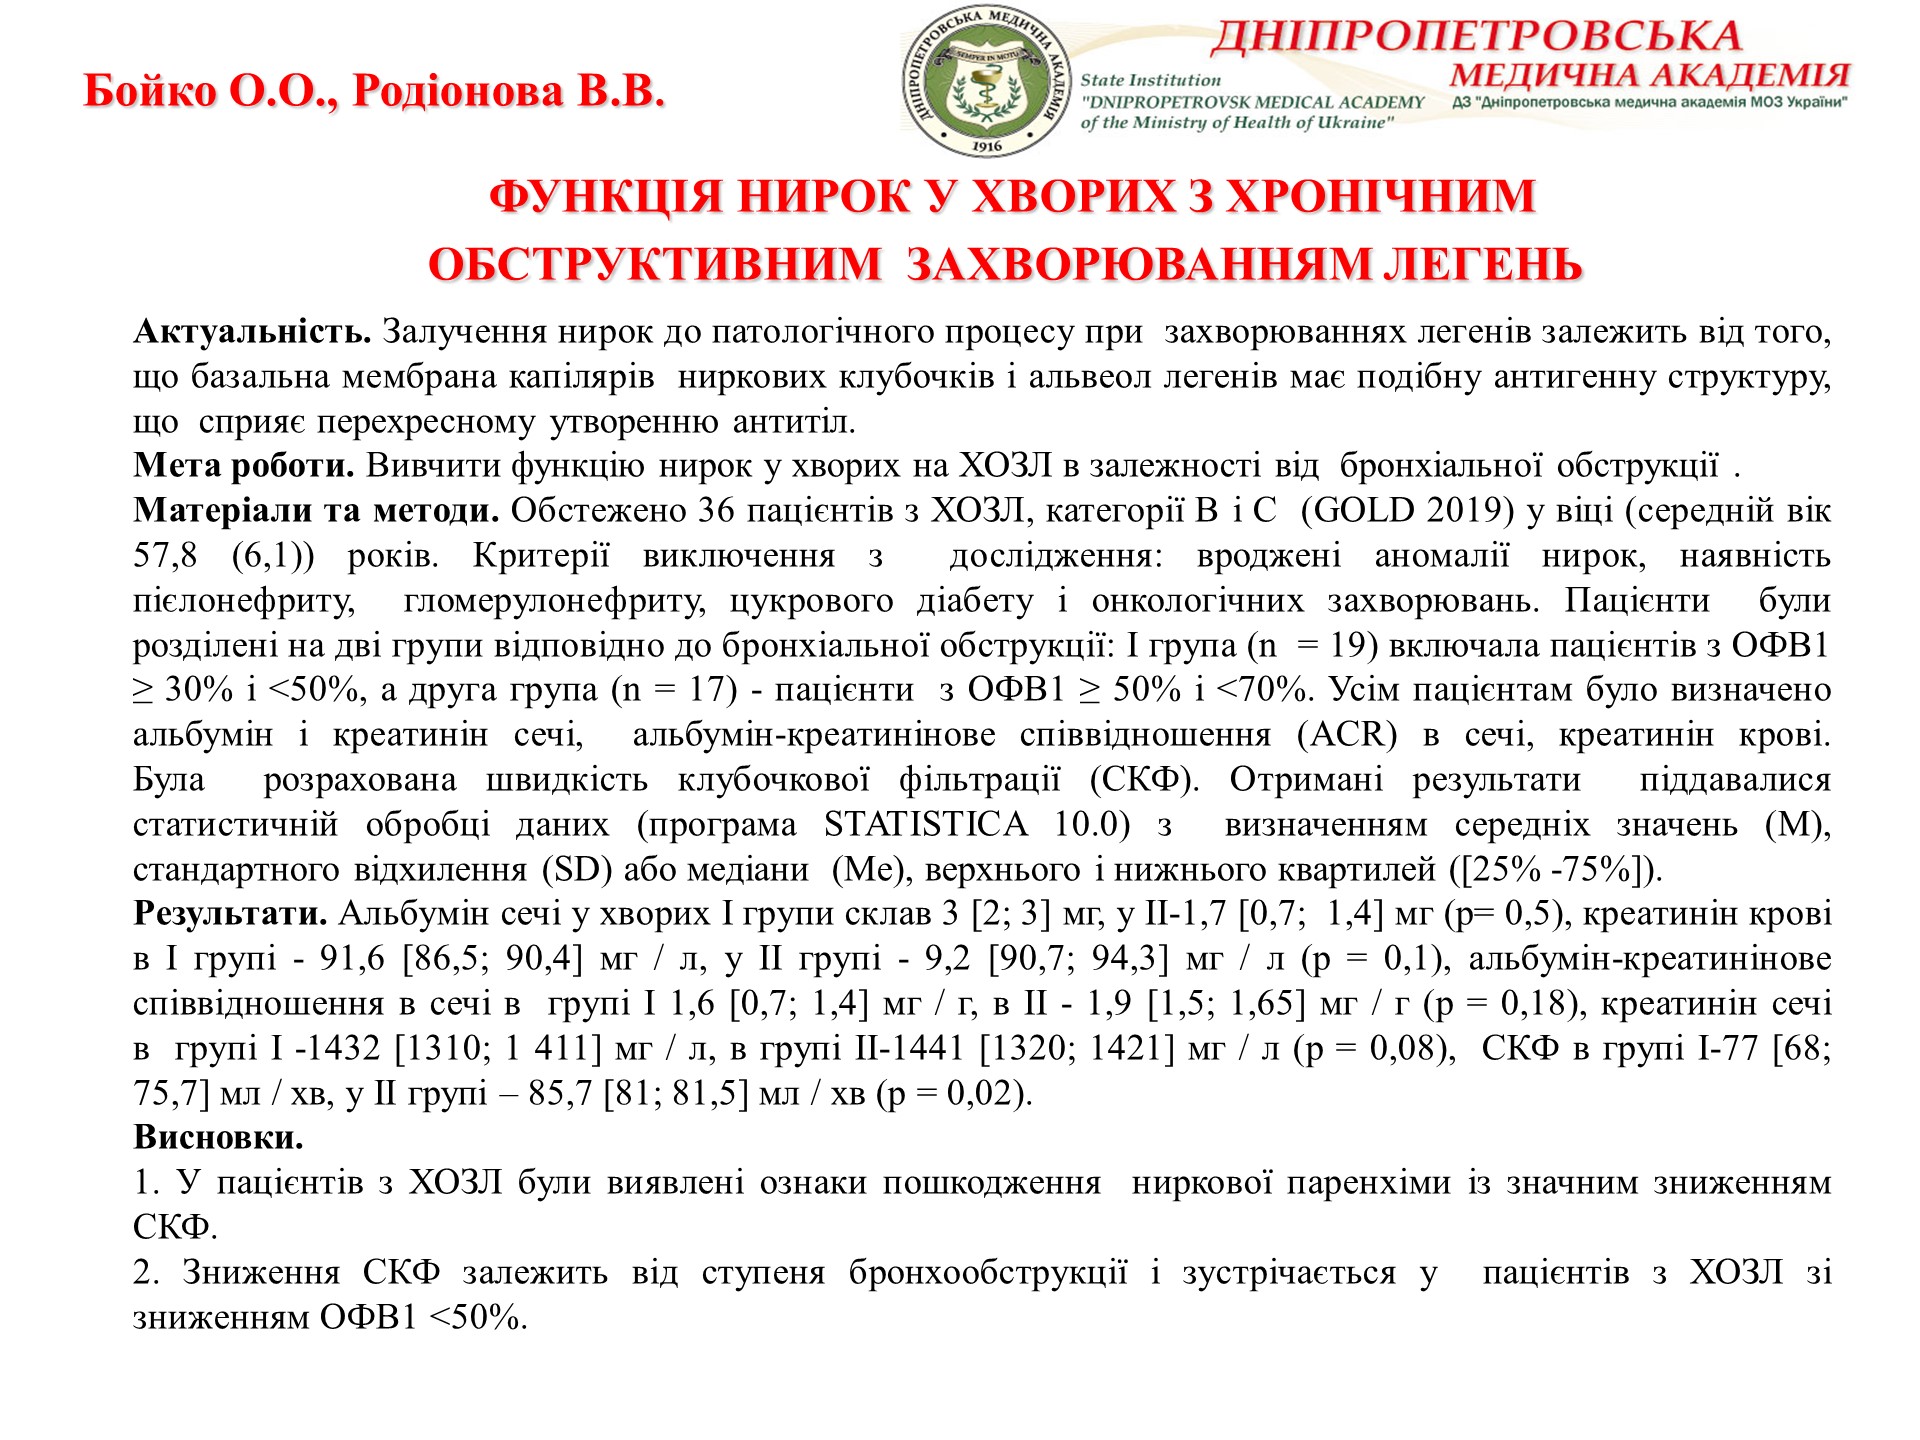 Бойко О.О., Родіонова В.В.
ДНІПРОПЕТРОВСЬКА МЕДИЧНА АКАДЕМІЯ
SEMPER IN MOTU
1916
ДНІПРОПЕТРОВСЬКА
МЕДИЧНА АКАДЕМІЯ
State Institution
"DNIPROPETROVSK MEDICAL ACADEMY
of the Ministry of Health of Ukraine"
ДЗ "Дніпропетровська медична академія МОЗ України"
ФУНКЦІЯ НИРОК У ХВОРИХ З ХРОНІЧНИМ
ОБСТРУКТИВНИМ ЗАХВОРЮВАННЯМ ЛЕГЕНЬ
Актуальність. Залучення нирок до патологічного процесу при захворюваннях легенів залежить від того,
що базальна мембрана капілярів ниркових клубочків і альвеол легенів має подібну антигенну структуру,
що сприяє перехресному утворенню антитіл.
Мета роботи. Вивчити функцію нирок у хворих на ХОЗЛ в залежності від бронхіальної обструкції .
Матеріали та методи. Обстежено 36 пацієнтів з ХОЗЛ, категорії В і С (GOLD 2019) у віці (середній вік
57,8 (6,1)) років. Критерії виключення з дослідження: вроджені аномалії нирок, наявність
пієлонефриту, гломерулонефриту, цукрового діабету і онкологічних захворювань. Пацієнти були
розділені на дві групи відповідно до бронхіальної обструкції: I група (n = 19) включала пацієнтів з ОФВ1
≥ 30% і <50%, а друга група (n = 17) - пацієнти з ОФВ1 ≥ 50% і <70%. Усім пацієнтам було визначено
альбумін і креатинін сечі, альбумін-креатинінове співвідношення (ACR) в сечі, креатинін крові.
Була розрахована швидкість клубочкової фільтрації (СКФ). Отримані результати піддавалися
статистичній обробці даних (програма STATISTICA 10.0) з визначенням середніх значень (М),
стандартного відхилення (SD) або медіани (Me), верхнього і нижнього квартилей ([25% -75%]).
Результати. Альбумін сечі у хворих I групи склав 3 [2; 3] мг, у II-1,7 [0,7; 1,4] мг (р= 0,5), креатинін крові
в I групі - 91,6 [86,5; 90,4] мг / л, у II групі - 9,2 [90,7; 94,3] мг / л (р = 0,1), альбумін-креатинінове
співвідношення в сечі в групі I 1,6 [0,7; 1,4] мг / г, в II - 1,9 [1,5; 1,65] мг / г (р = 0,18), креатинін сечі
в групі I -1432 [1310; 1 411] мг / л, в групі II-1441 [1320; 1421] мг / л (р = 0,08), СКФ в групі I-77 [68;
75,7] мл / хв, у II групі – 85,7 [81; 81,5] мл / хв (р = 0,02).
Висновки.
1. У пацієнтів з ХОЗЛ були виявлені ознаки пошкодження ниркової паренхіми із значним зниженням
СКФ.
2. Зниження СКФ залежить від ступеня бронхообструкції і зустрічається у пацієнтів з ХОЗЛ зі
зниженням ОФВ1 <50%.